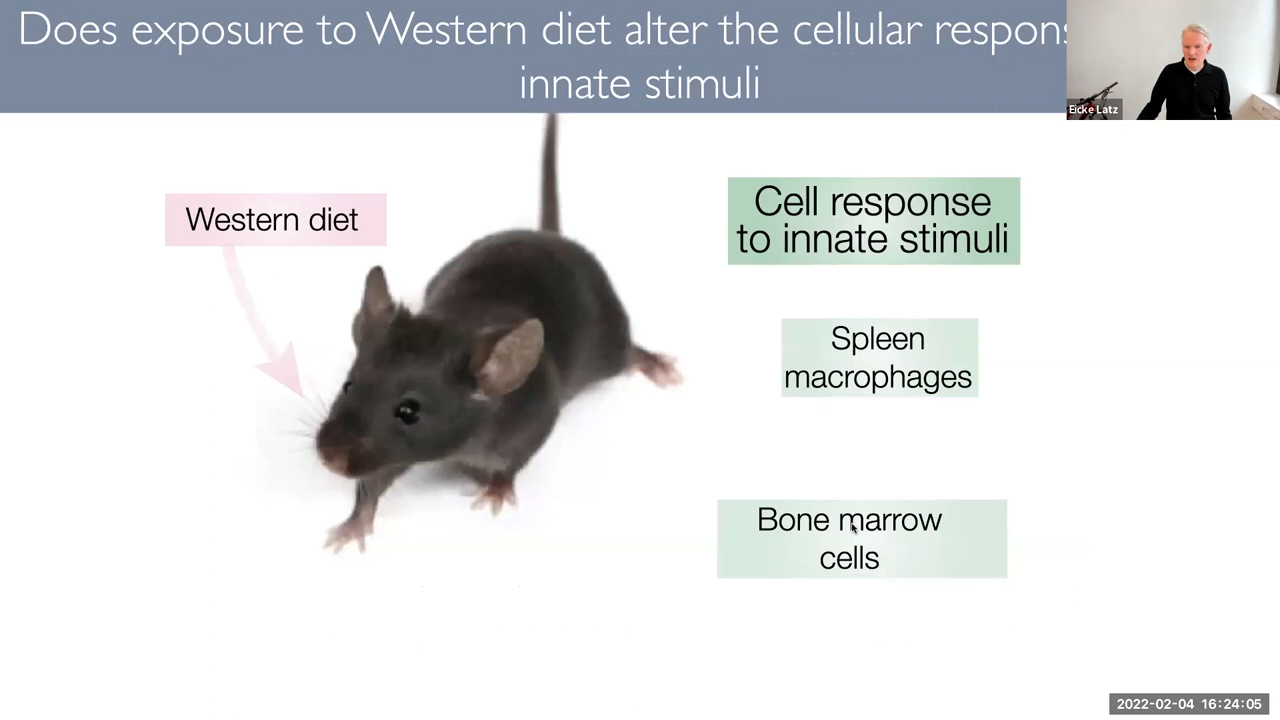 Does exposure to Western diet alter the cellular respons
innate stimuli
Eicke Latz
Western diet
Cell response
to innate stimuli
Spleen
macrophages
Bone marrow
cells
2022-02-04 16:24:05